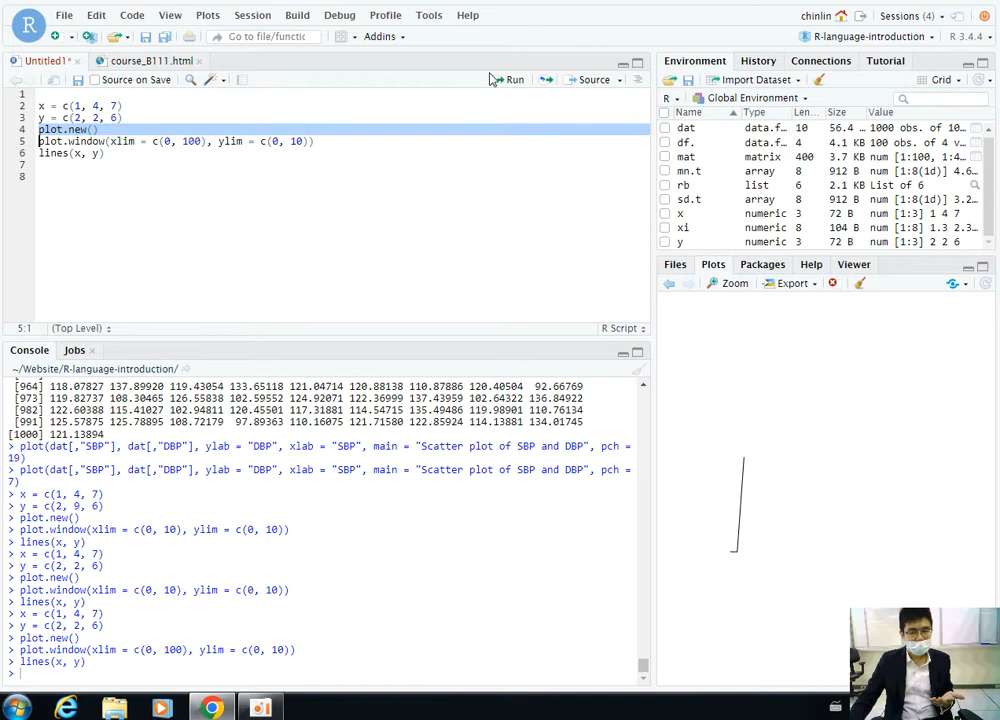 File Edit Code View Plots Session Build Debug Profile Tools Help
chinlin Sessions (4)
R
Go to file/functic Addins
R-language-introduction R 3.4.4
Untitled1* course_B111.html
Source on Save Run Source
1
2 x = c(1, 4, 7)
3 y = c(2, 2, 6)
4 plot.new()
5 plot.window(xlim = c(0, 100), ylim = c(0, 10))
6 lines(x, y)
7
8
5:1 (Top Level) R Script
Console Jobs
~/Website/R-language-introduction/
[964] 118.07827 137.89920 119.43054 133.65118 121.04714 120.88138 110.87886 120.40504 92.66769
[973] 119.82737 108.30465 126.55838 102.59552 124.92071 122.36999 137.43959 102.64322 136.84922
[982] 122.60388 115.41027 102.94811 120.45501 117.31881 114.54715 135.49486 119.98901 110.76134
[991] 125.57875 125.78895 108.72179 97.89363 110.16075 121.71580 122.85924 114.13881 134.01745
[1000] 121.13894
> plot(dat[,"SBP"], dat[,"DBP"], ylab = "DBP", xlab = "SBP", main = "Scatter plot of SBP and DBP", pch =
19)
> plot(dat[,"SBP"], dat[,"DBP"], ylab = "DBP", xlab = "SBP", main = "Scatter plot of SBP and DBP", pch =
7)
> x = c(1, 4, 7)
> y = c(2, 9, 6)
> plot.new()
> plot.window(xlim = c(0, 10), ylim = c(0, 10))
> lines(x, y)
> x = c(1, 4, 7)
> y = c(2, 2, 6)
> plot.new()
> plot.window(xlim = c(0, 10), ylim = c(0, 10))
> lines(x, y)
> x = c(1, 4, 7)
> y = c(2, 2, 6)
> plot.new()
> plot.window(xlim = c(0, 100), ylim = c(0, 10))
> lines(x, y)
>
Environment History Connections Tutorial
Import Dataset Grid
R Global Environment
Name Type Length Size Value
dat data.f… 10 56.4 … 1000 obs. of 10…
df. data.f… 4 4.1 KB 100 obs. of 4 v…
mat matrix 400 3.7 KB num [1:100, 1:4…
mn.t array 8 912 B num [1:8(1d)] 4.6…
rb list 6 2.1 KB List of 6
sd.t array 8 912 B num [1:8(1d)] 3.2…
x numeric 3 72 B num [1:3] 1 4 7
xi numeric 8 104 B num [1:8] 1.3 2.3…
y numeric 3 72 B num [1:3] 2 2 6
Files Plots Packages Help Viewer
Zoom Export